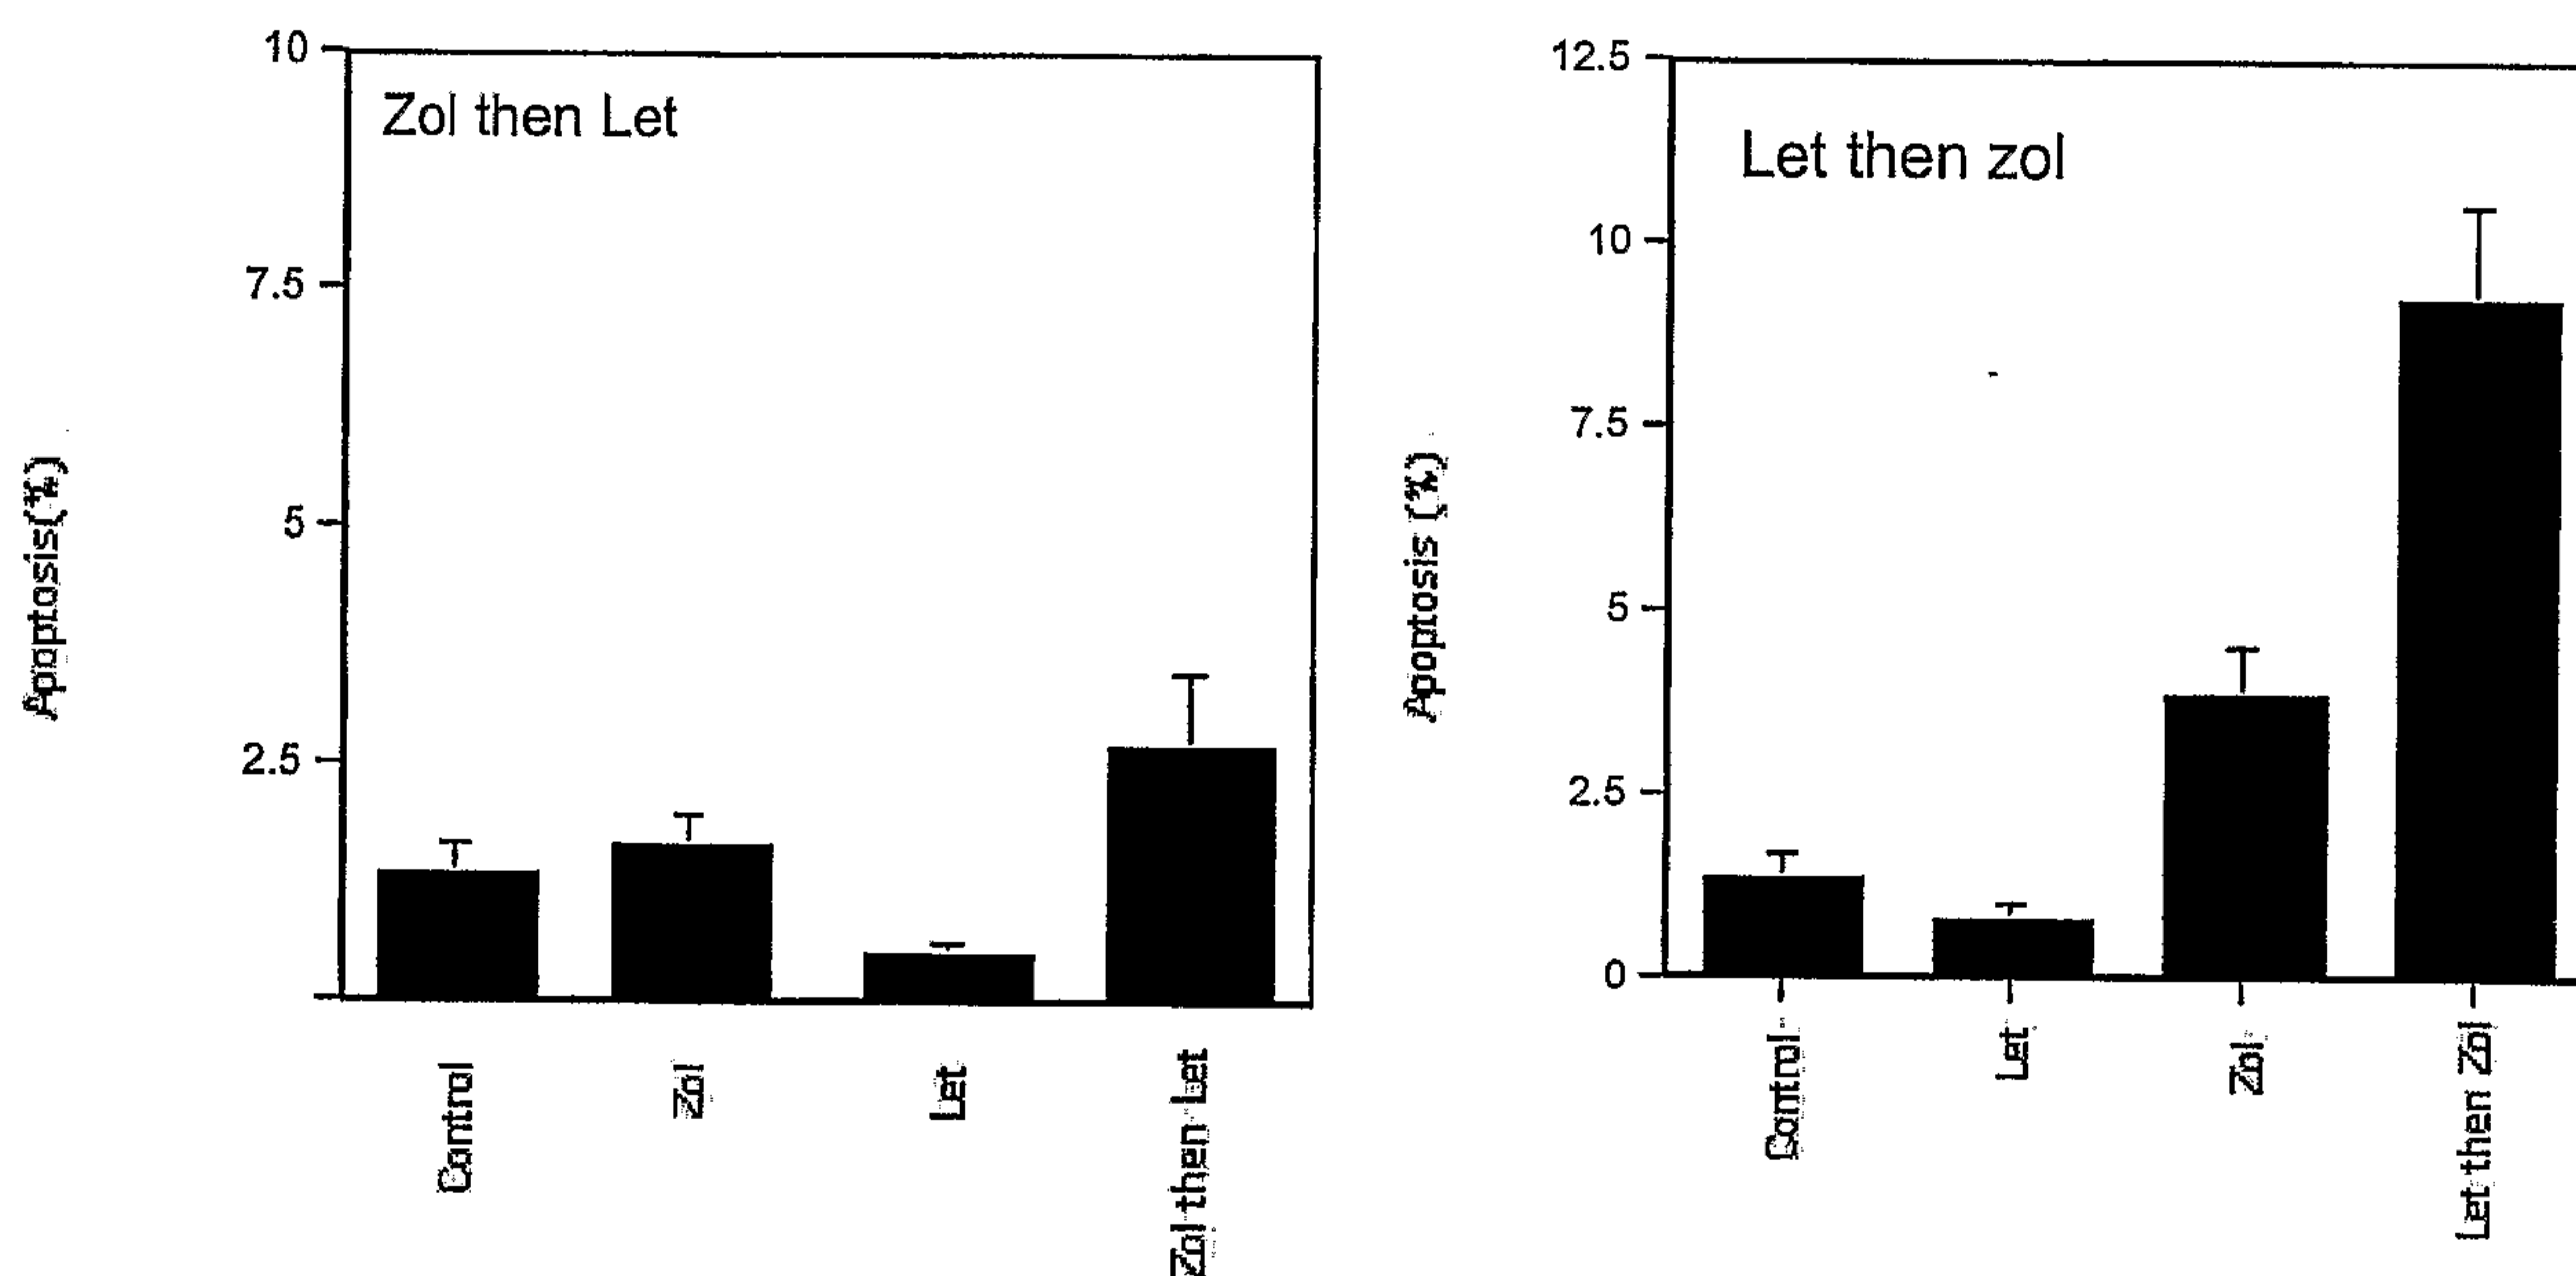 Zol then Let
10
7.5
5
2.5
Apoptosis(%)
Control
Zol
Let
Zol then Let
Let then zol
12.5
10
7.5
5
2.5
0
Apoptosis (%)
Control
Let
Zol
Let then Zol